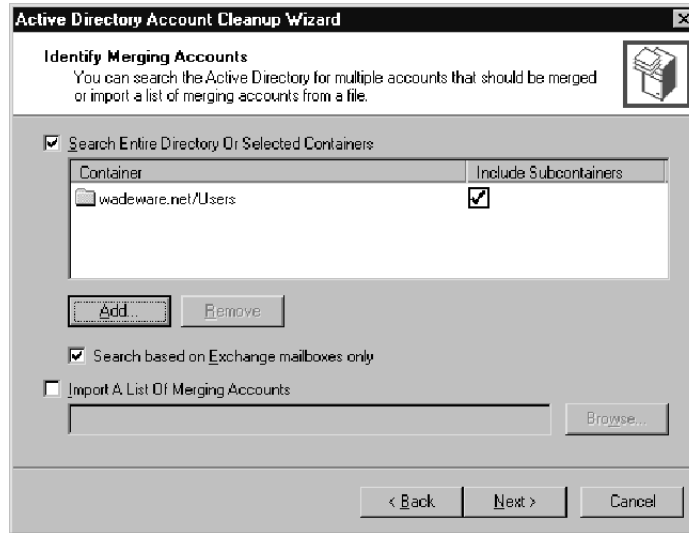 Active Directory Account Cleanup Wizard
Identify Merging Accounts
You can search the Active Directory for multiple accounts that should be merged
or import a list of merging accounts from a file.
Search Entire Directory Or Selected Containers
Container Include Subcontainers
wadeware.net/Users
Add... Remove
Search based on Exchange mailboxes only
Import A List Of Merging Accounts
Browse...
< Back Next > Cancel